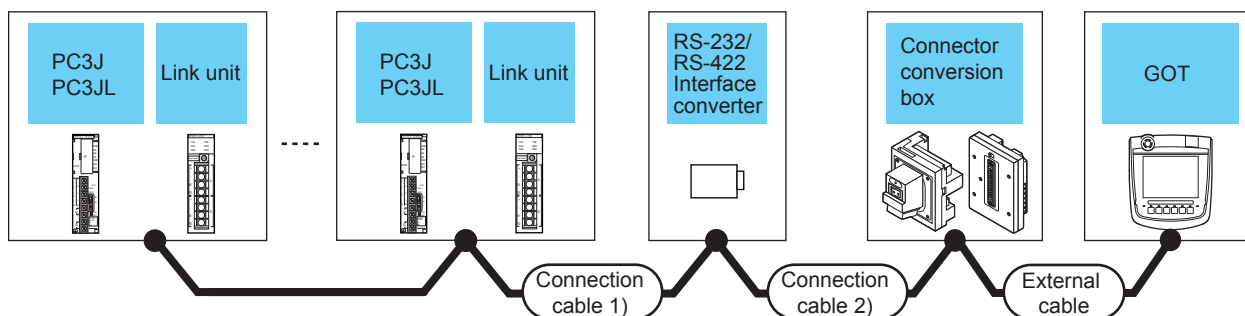 PC3J
PC3JL
Link unit
PC3J
PC3JL
Link unit
RS-232/
RS-422
Interface
converter
Connector
conversion
box
GOT
Connection
cable 1)
Connection
cable 2)
External
cable